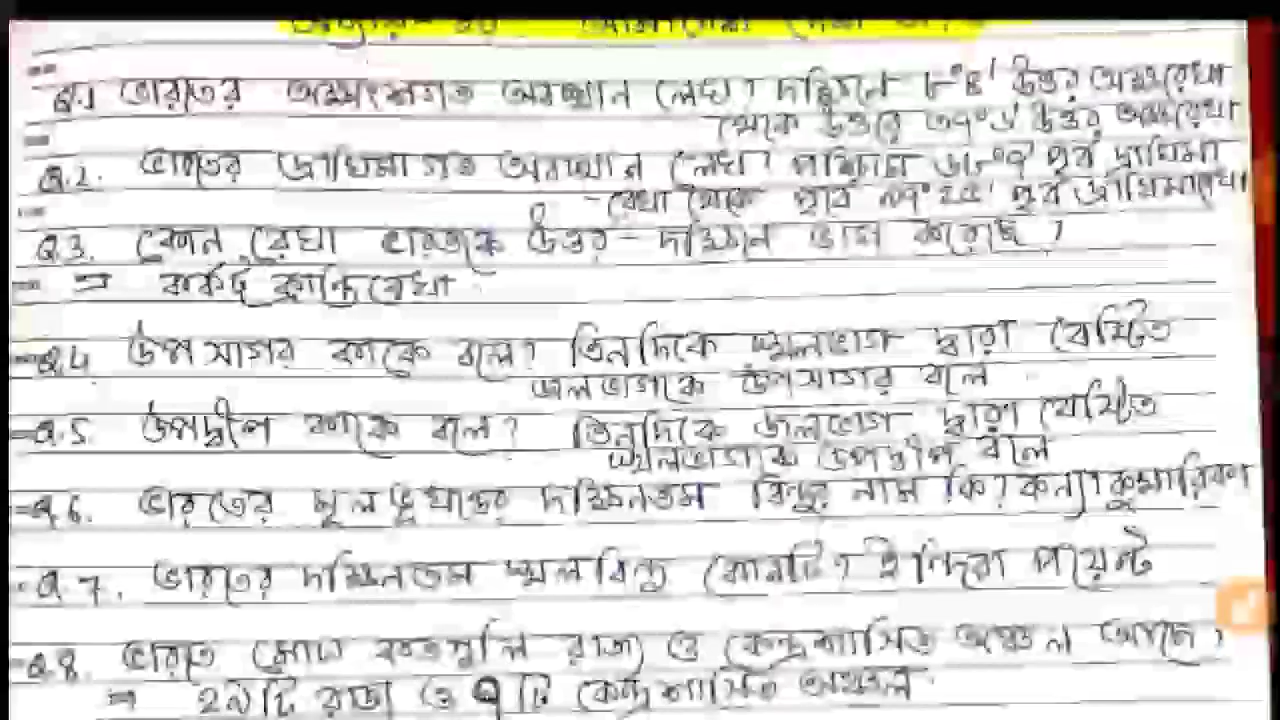 Q.1 ভারতের অক্ষাংশগত অবস্থান লেখ? দক্ষিণে ৮°৪' উত্তর অক্ষরেখা
থেকে উত্তরে ৩৭°৬' উত্তর অক্ষরেখা
Q.2. ভারতের দ্রাঘিমাগত অবস্থান লেখ? পশ্চিমে ৬৮°৭' পূর্ব দ্রাঘিমা
রেখা থেকে পূর্বে ৯৭°২৫' পূর্ব দ্রাঘিমারেখা
Q.3. কোন রেখা ভারতকে উত্তর - দক্ষিণে ভাগ করেছে?
⇒ কর্কট ক্রান্তিরেখা
Q.4. উপসাগর কাকে বলে? তিনদিকে স্থলভাগ দ্বারা বেষ্টিত
জলভাগকে উপসাগর বলে
Q.5. উপদ্বীপ কাকে বলে? তিনদিকে জলভাগ দ্বারা বেষ্টিত
স্থলভাগকে উপদ্বীপ বলে
Q.6. ভারতের মূল ভূখণ্ডের দক্ষিণতম বিন্দুর নাম কি? কন্যাকুমারিকা
Q.7. ভারতের দক্ষিণতম স্থলবিন্দু কোনটি? ইন্দিরা পয়েন্ট
Q.8. ভারতে মোট কতগুলি রাজ্য ও কেন্দ্রশাসিত অঞ্চল আছে?
⇒ ২৯টি রাজ্য ও ৭টি কেন্দ্রশাসিত অঞ্চল